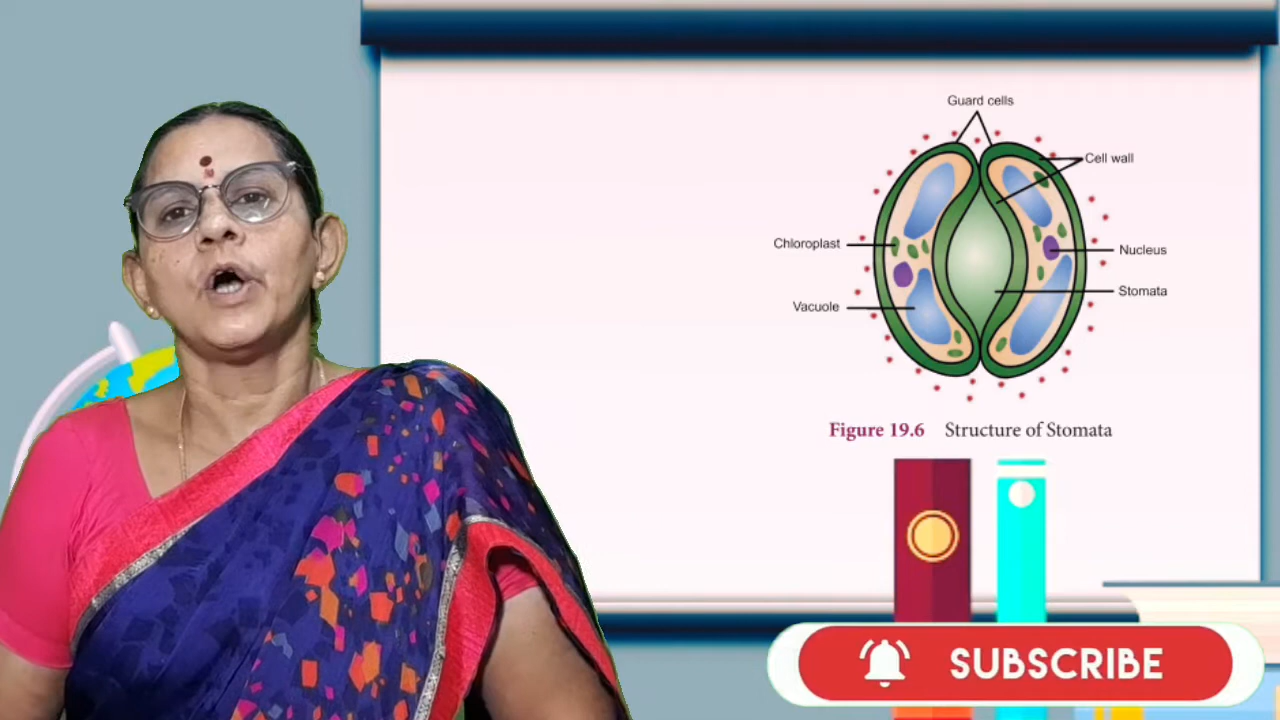 Guard cells
Cell wall
Chloroplast
Nucleus
Stomata
Vacuole
Figure 19.6 Structure of Stomata
SUBSCRIBE